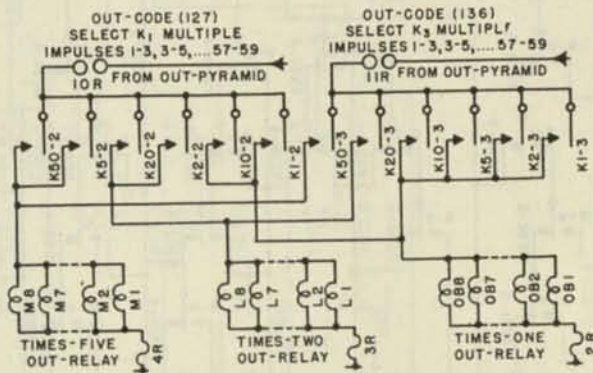 OUT-CODE (127)
SELECT K1 MULTIPLE
IMPULSES 1-3, 3-5, .... 57-59
FROM OUT-PYRAMID
10R
OUT-CODE (136)
SELECT K3
IMPULSES 1-3, 3-5, .... 57-59
FROM OUT-PYRAMID
11R
K50-2
K5-2
K20-2
K2-2
K10-2
K1-2
K50-3
K20-3
K10-3
K5-3
K2-3
K1-3
M8
M7
M2
M1
4R
TIMES-FIVE
OUT-RELAY
L8
L7
L2
L1
3R
TIMES-TWO
OUT-RELAY
OB8
OB7
OB2
OB1
TIMES-ONE
OUT-RELAY